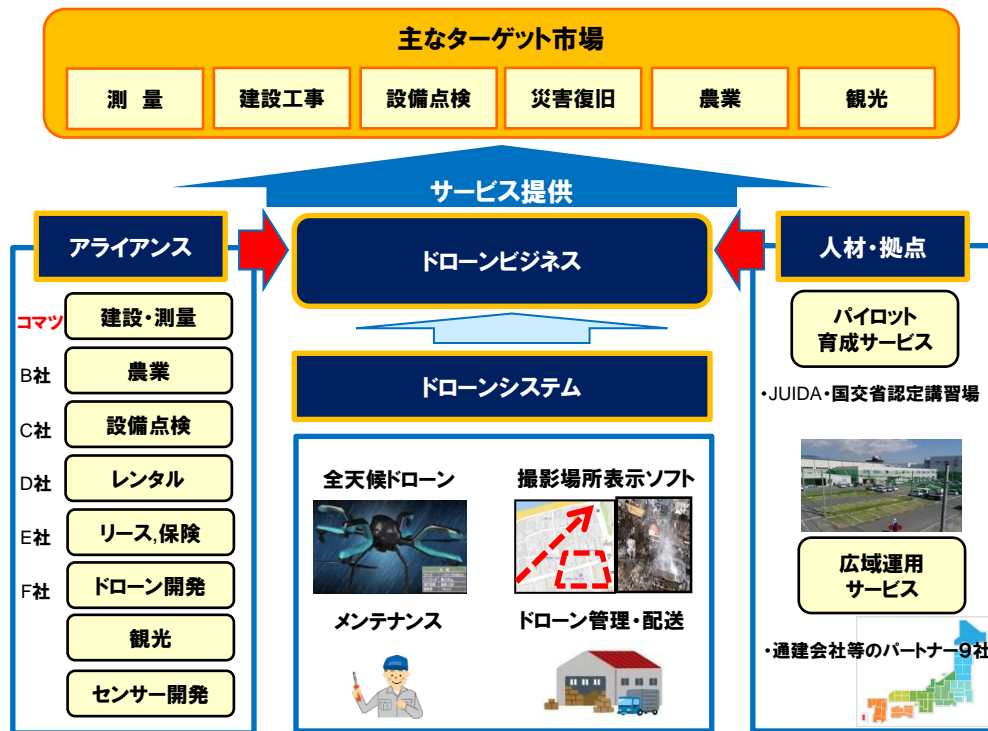 主なターゲット市場
測 量
建設工事
設備点検
災害復旧
農業
観光
サービス提供
アライアンス
ドローンビジネス
人材・拠点
コマツ
建設・測量
B社
農業
C社
設備点検
D社
レンタル
E社
リース,保険
F社
ドローン開発
観光
センサー開発
ドローンシステム
全天候ドローン
撮影場所表示ソフト
メンテナンス
ドローン管理・配送
パイロット
育成サービス
・JUIDA・国交省認定講習場
広域運用
サービス
・通建会社等のパートナー9社